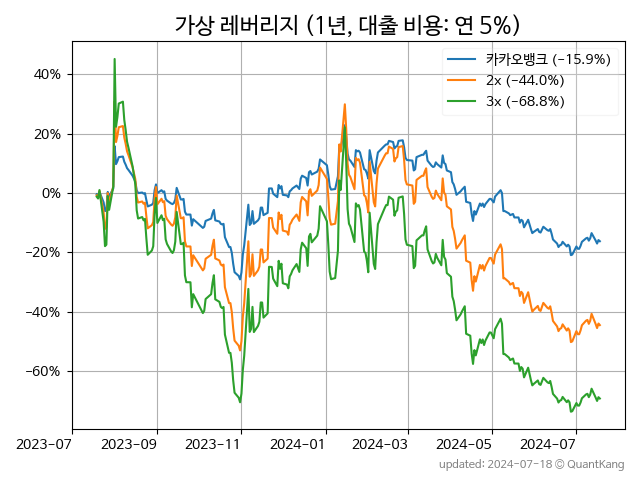 가상 레버리지 (1년, 대출 비용: 연 5%)
카카오뱅크 (-15.9%)
2x (-44.0%)
3x (-68.8%)
40%
20%
0%
−20%
−40%
−60%
2023-07 2023-09 2023-11 2024-01 2024-03 2024-05 2024-07
updated: 2024-07-18 © QuantKang